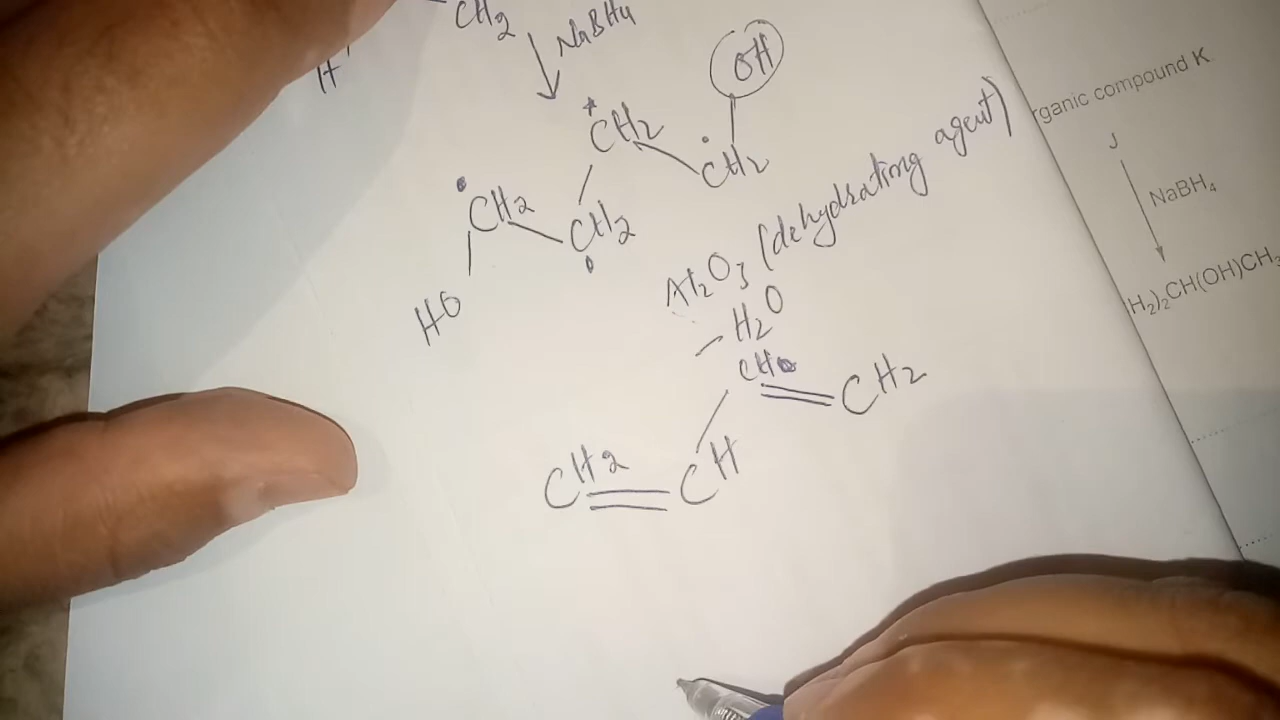 CH2
H
NaBH4
OH
*
CH2
CH2
CH2
CH2
HO
Al2O3 (dehydrating agent)
- H2O
CH
CH2
CH2
CH
rganic compound K
J
NaBH4
H2)2CH(OH)CH3